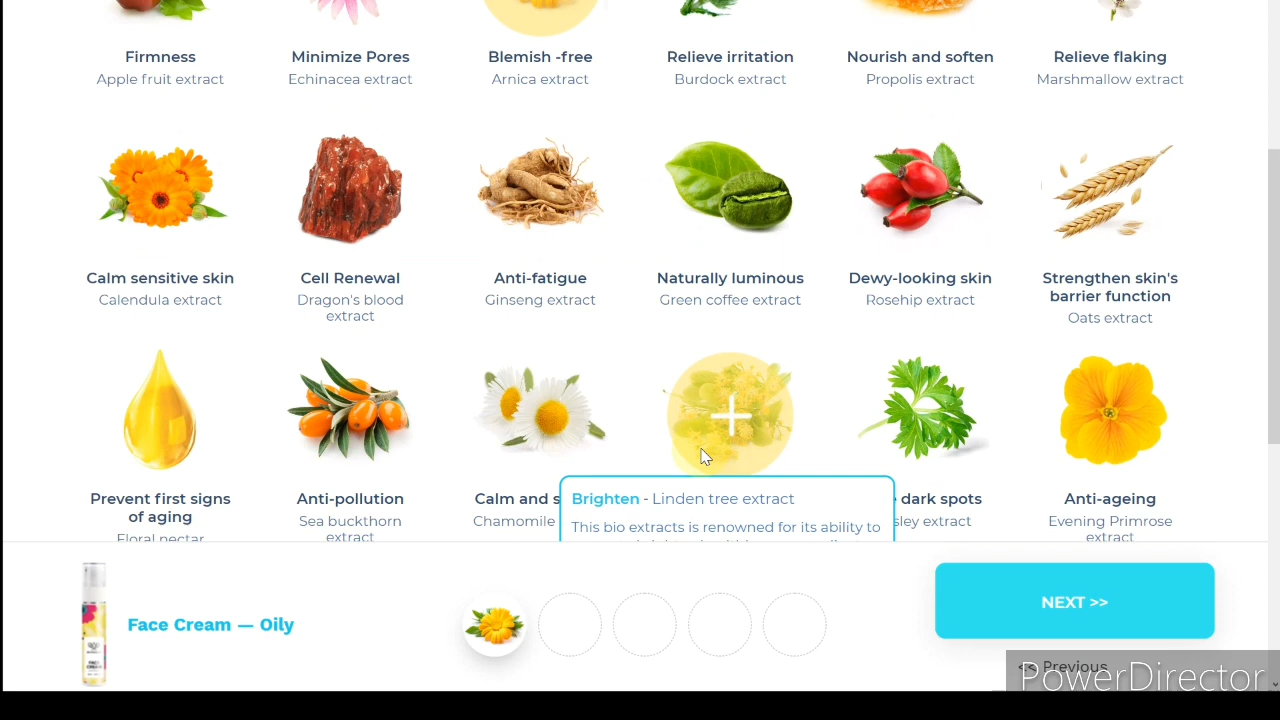 Firmness
Apple fruit extract
Minimize Pores
Echinacea extract
Blemish -free
Arnica extract
Relieve irritation
Burdock extract
Nourish and soften
Propolis extract
Relieve flaking
Marshmallow extract
Calm sensitive skin
Calendula extract
Cell Renewal
Dragon's blood
extract
Anti-fatigue
Ginseng extract
Naturally luminous
Green coffee extract
Dewy-looking skin
Rosehip extract
Strengthen skin's
barrier function
Oats extract
Prevent first signs
of aging
Floral nectar
Anti-pollution
Sea buckthorn
extract
Calm and s
Chamomile
Brighten - Linden tree extract
This bio extracts is renowned for its ability to
dark spots
sley extract
Anti-ageing
Evening Primrose
extract
Face Cream — Oily
NEXT >>
<< Previous
PowerDirector